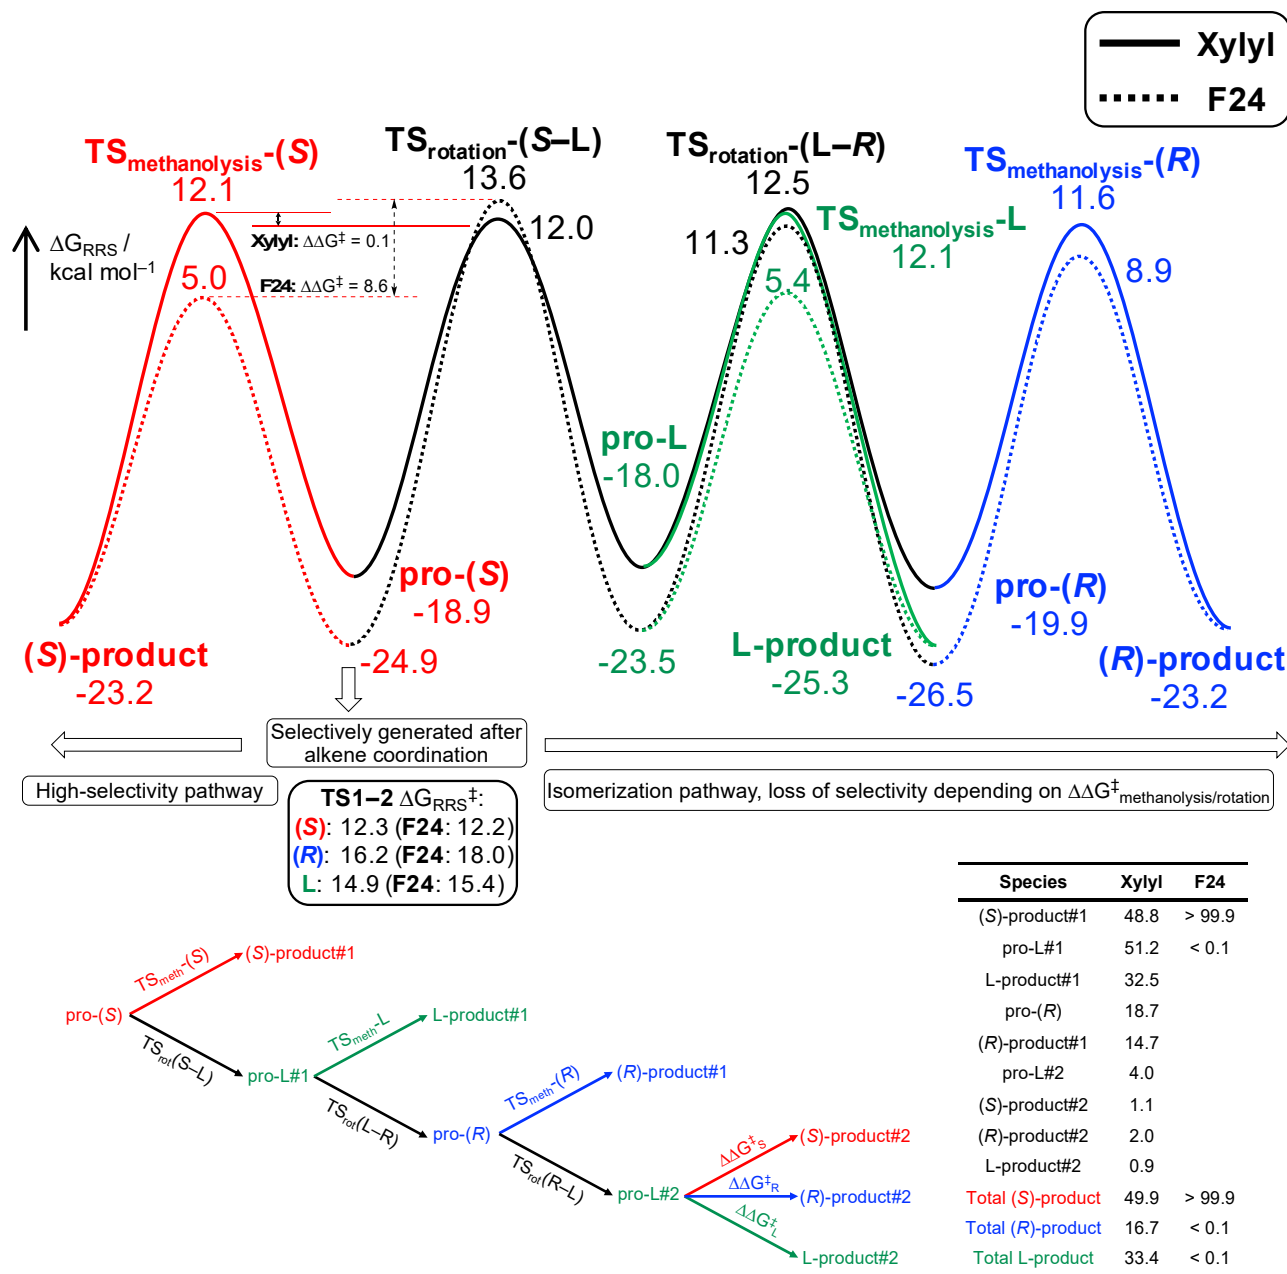 Xylyl
F24
TSmethanolysis-(S)
12.1
TSrotation-(S–L)
13.6
TSrotation-(L–R)
12.5
TSmethanolysis-(R)
11.6
TSmethanolysis-L
12.1
ΔGRRS /
kcal mol–1
Xylyl: ΔΔG‡ = 0.1
F24: ΔΔG‡ = 8.6
5.0
12.0
11.3
5.4
8.9
pro-L
-18.0
pro-(S)
-18.9
pro-(R)
-19.9
(S)-product
-23.2
-24.9
-23.5
L-product
-25.3
-26.5
(R)-product
-23.2
Selectively generated after
alkene coordination
High-selectivity pathway
Isomerization pathway, loss of selectivity depending on ΔΔG‡methanolysis/rotation
TS1–2 ΔGRRS‡:
(S): 12.3 (F24: 12.2)
(R): 16.2 (F24: 18.0)
L: 14.9 (F24: 15.4)
pro-(S)
TSmeth-(S)
(S)-product#1
TSrot(S–L)
pro-L#1
TSmeth-L
L-product#1
TSrot(L–R)
pro-(R)
TSmeth-(R)
(R)-product#1
TSrot(R–L)
pro-L#2
ΔΔG‡S
(S)-product#2
ΔΔG‡R
(R)-product#2
ΔΔG‡L
L-product#2
Species Xylyl F24
(S)-product#1 48.8 > 99.9
pro-L#1 51.2 < 0.1
L-product#1 32.5
pro-(R) 18.7
(R)-product#1 14.7
pro-L#2 4.0
(S)-product#2 1.1
(R)-product#2 2.0
L-product#2 0.9
Total (S)-product 49.9 > 99.9
Total (R)-product 16.7 < 0.1
Total L-product 33.4 < 0.1